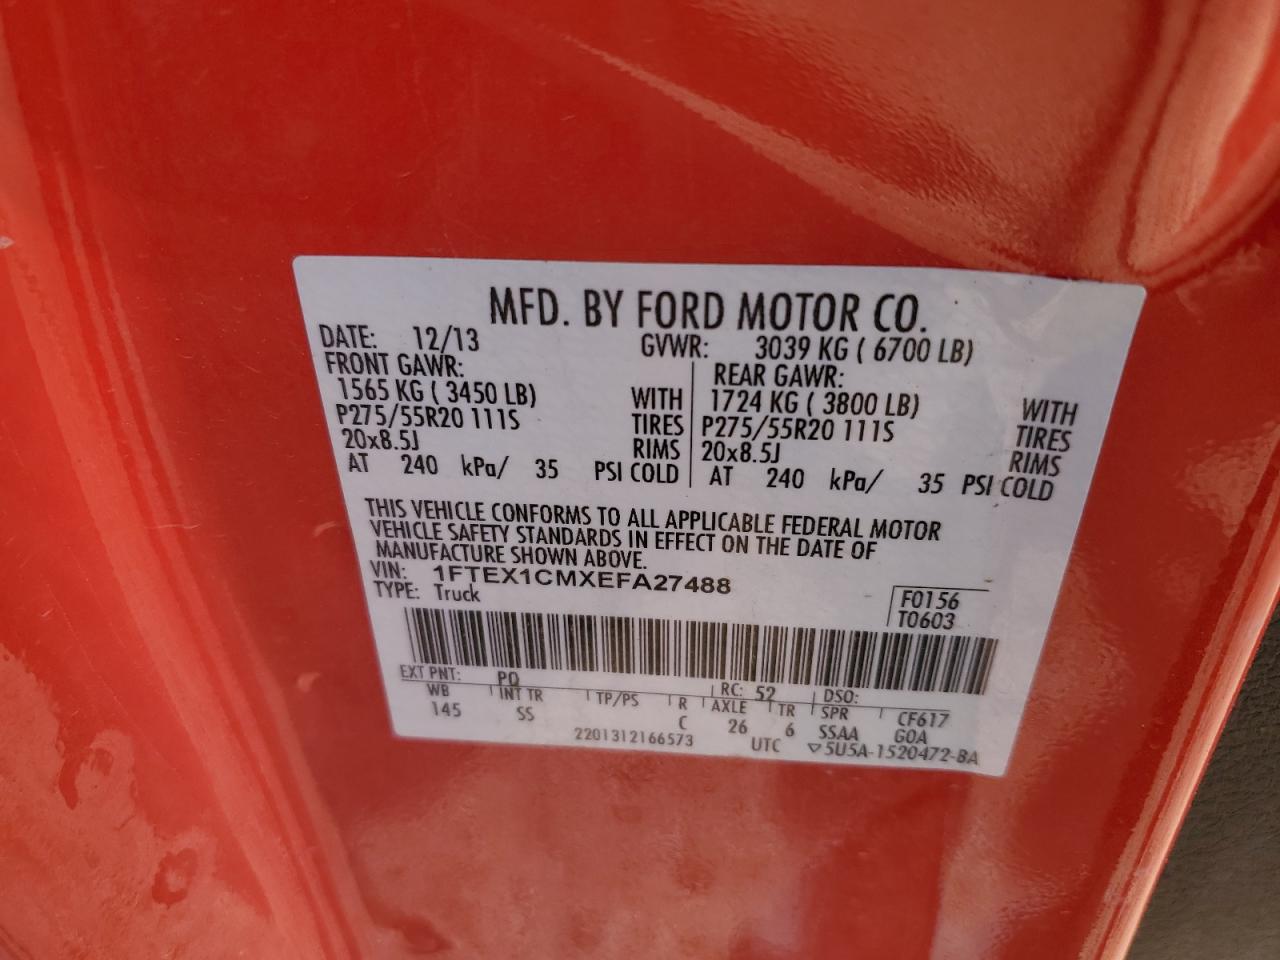 MFD. BY FORD MOTOR CO.
DATE: 12/13 GVWR: 3039 KG ( 6700 LB)
FRONT GAWR: REAR GAWR:
1565 KG ( 3450 LB) WITH 1724 KG ( 3800 LB) WITH
P275/55R20 111S TIRES P275/55R20 111S TIRES
20x8.5J RIMS 20x8.5J RIMS
AT 240 kPa/ 35 PSI COLD AT 240 kPa/ 35 PSI COLD
THIS VEHICLE CONFORMS TO ALL APPLICABLE FEDERAL MOTOR
VEHICLE SAFETY STANDARDS IN EFFECT ON THE DATE OF
MANUFACTURE SHOWN ABOVE.
VIN: 1FTEX1CMXEFA27488
TYPE: Truck F0156
T0603
EXT PNT: PQ RC: 52 DSO:
WB INT TR TP/PS R AXLE TR SPR CF617
145 SS C 26 6 SSAA GOA
2201312166573 UTC ▽5U5A-1520472-BA